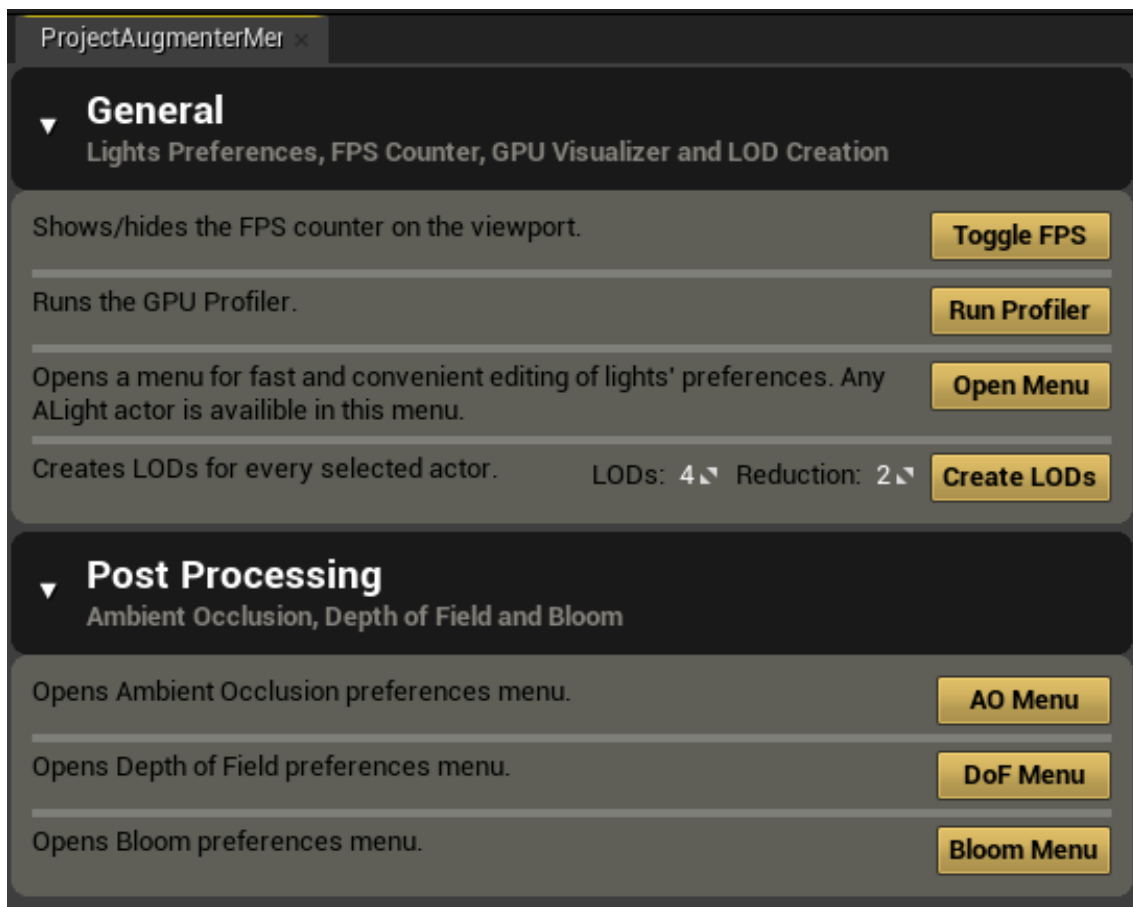 ProjectAugmenterMer
General
Lights Preferences, FPS Counter, GPU Visualizer and LOD Creation
Shows/hides the FPS counter on the viewport.
Toggle FPS
Runs the GPU Profiler.
Run Profiler
Opens a menu for fast and convenient editing of lights' preferences. Any
ALight actor is availible in this menu.
Open Menu
Creates LODs for every selected actor. LODs: 4 Reduction: 2
Create LODs
Post Processing
Ambient Occlusion, Depth of Field and Bloom
Opens Ambient Occlusion preferences menu.
AO Menu
Opens Depth of Field preferences menu.
DoF Menu
Opens Bloom preferences menu.
Bloom Menu